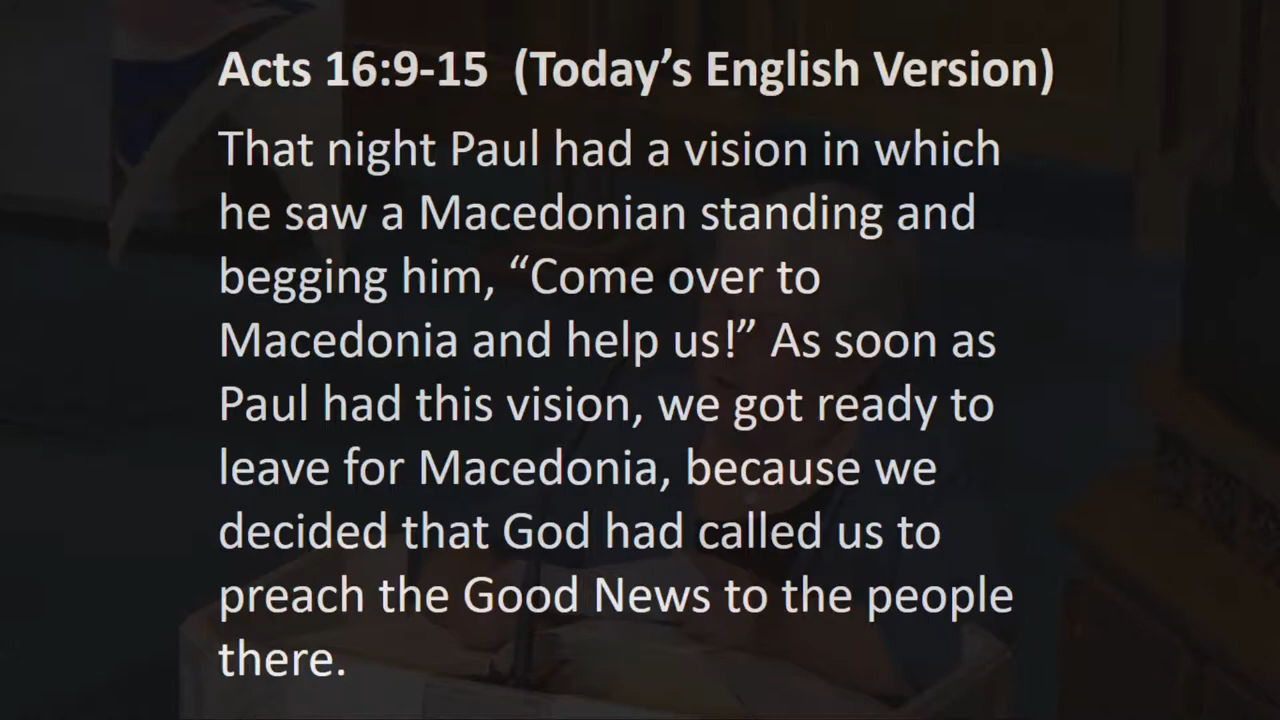 Acts 16:9-15  (Today’s English Version)
That night Paul had a vision in which
he saw a Macedonian standing and
begging him, “Come over to
Macedonia and help us!” As soon as
Paul had this vision, we got ready to
leave for Macedonia, because we
decided that God had called us to
preach the Good News to the people
there.